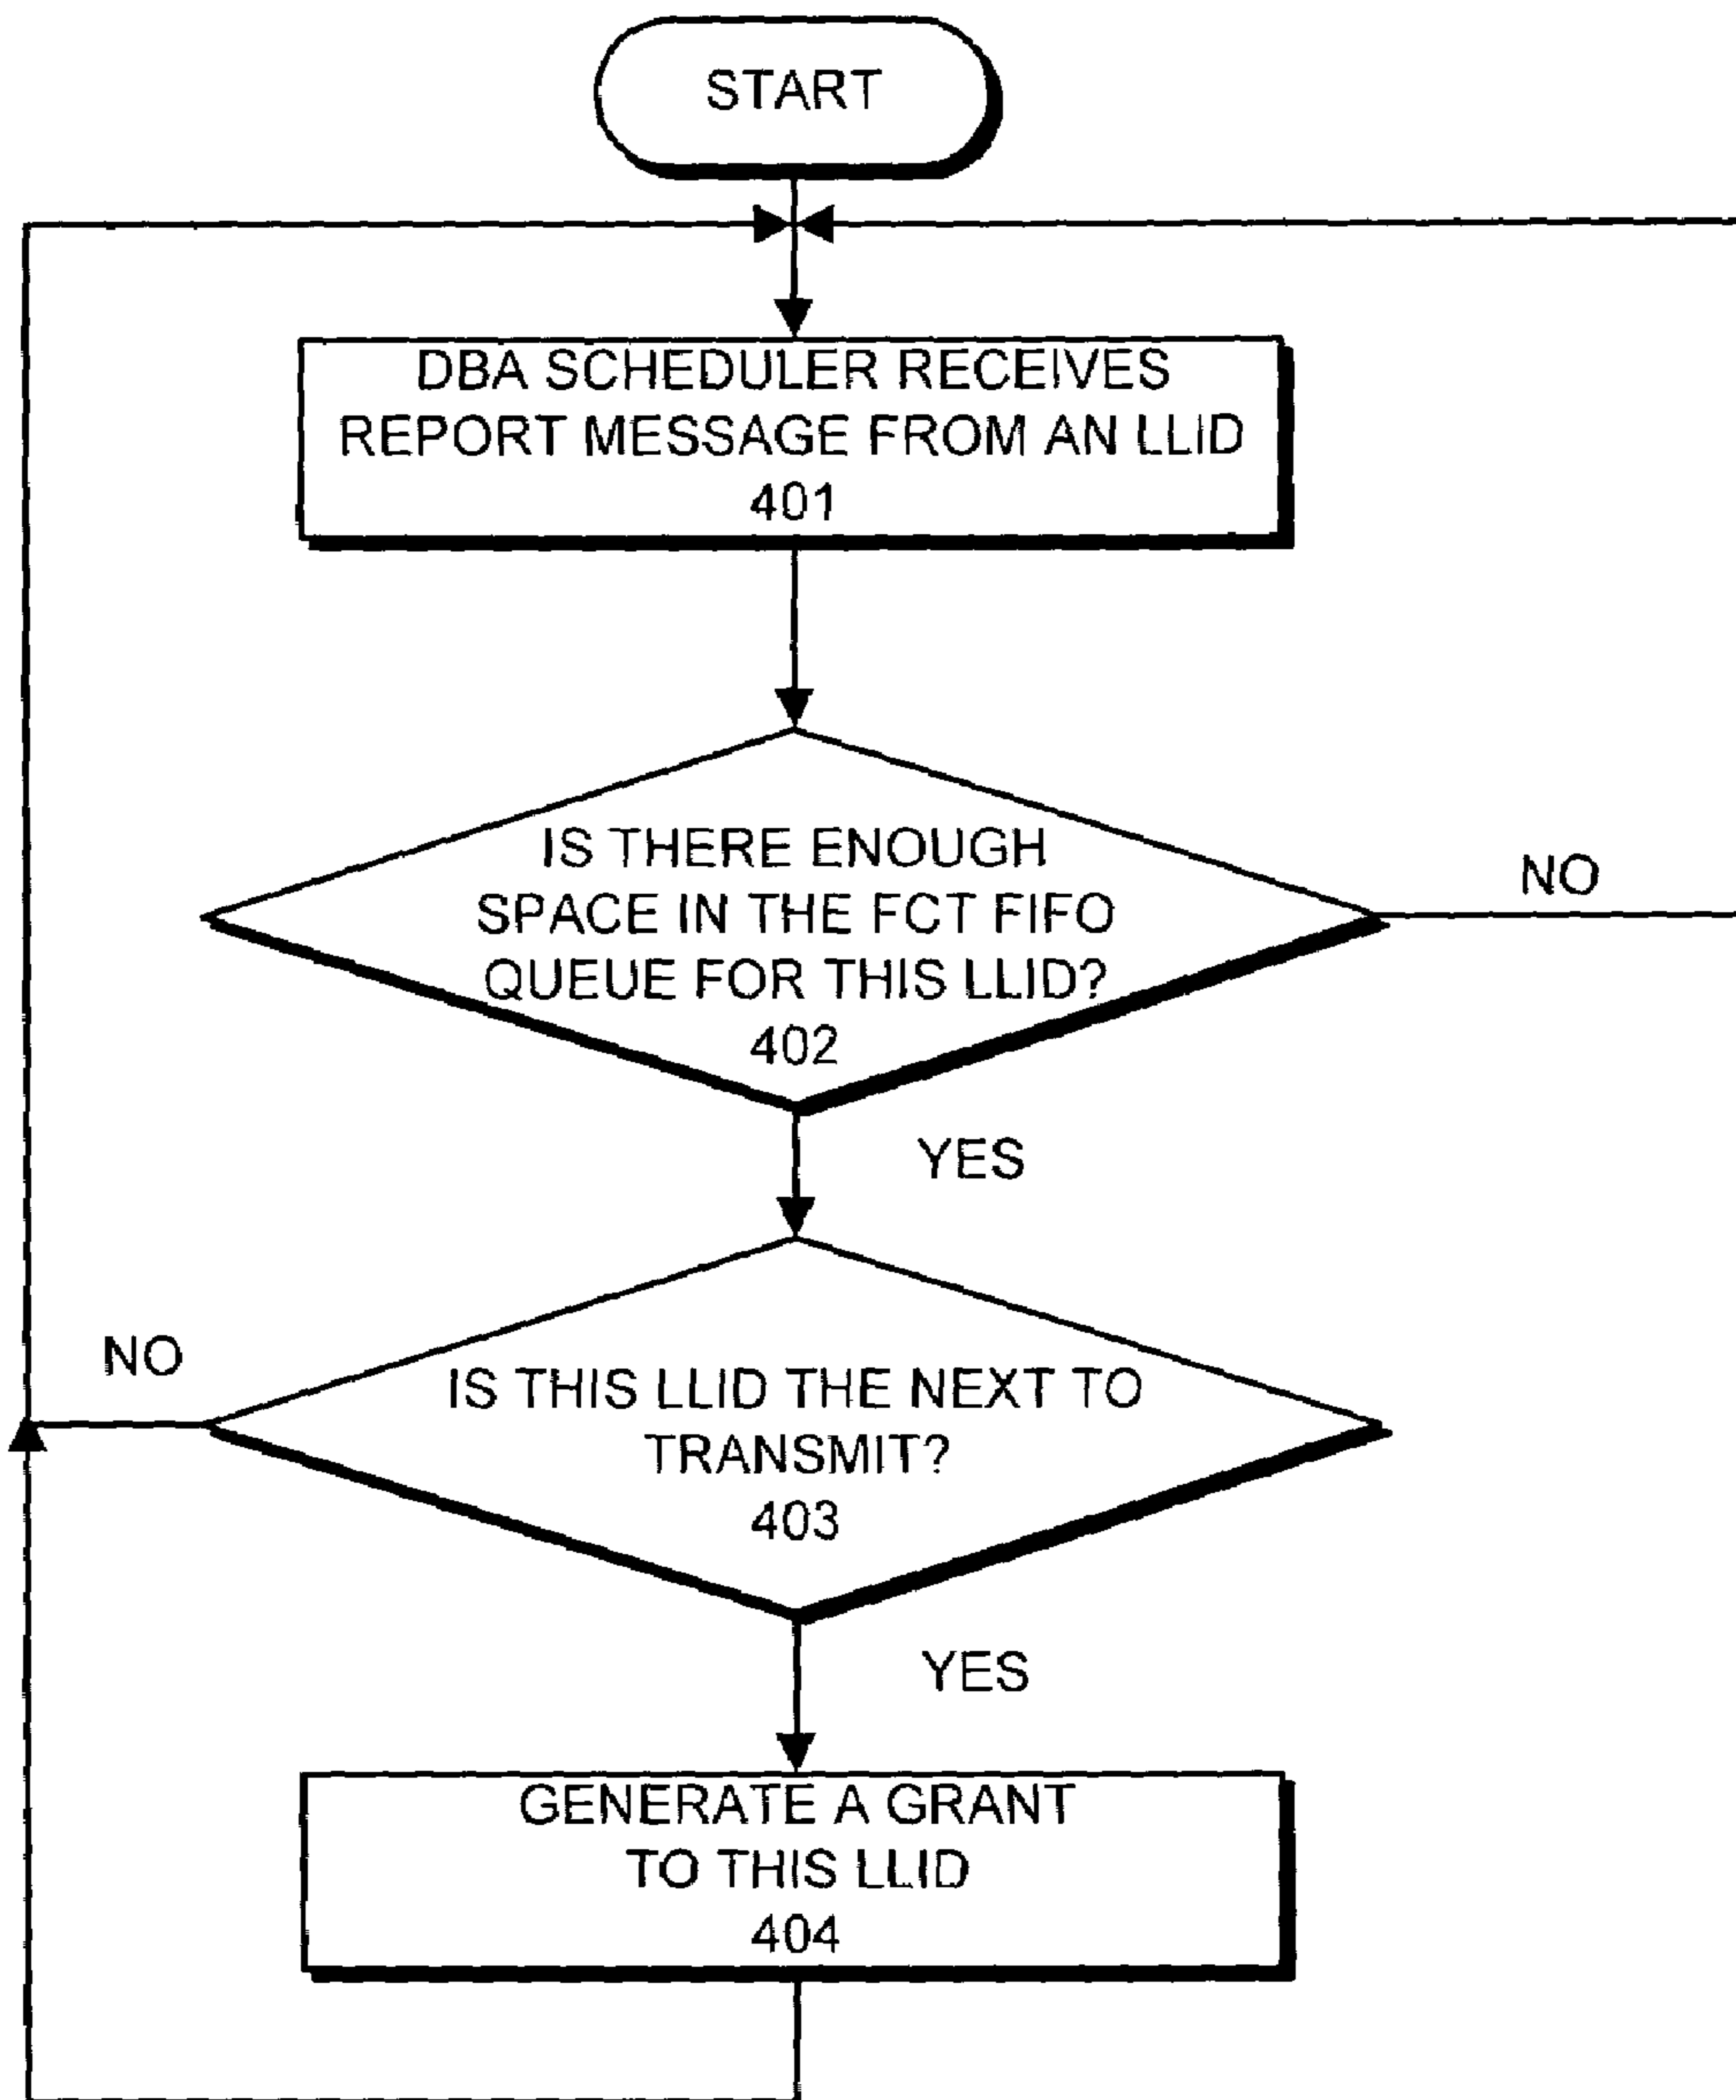 START
DBA SCHEDULER RECEIVES
REPORT MESSAGE FROM AN LLID
401
IS THERE ENOUGH
SPACE IN THE FCT FIFO
QUEUE FOR THIS LLID?
402
NO
YES
NO
IS THIS LLID THE NEXT TO
TRANSMIT?
403
YES
GENERATE A GRANT
TO THIS LLID
404